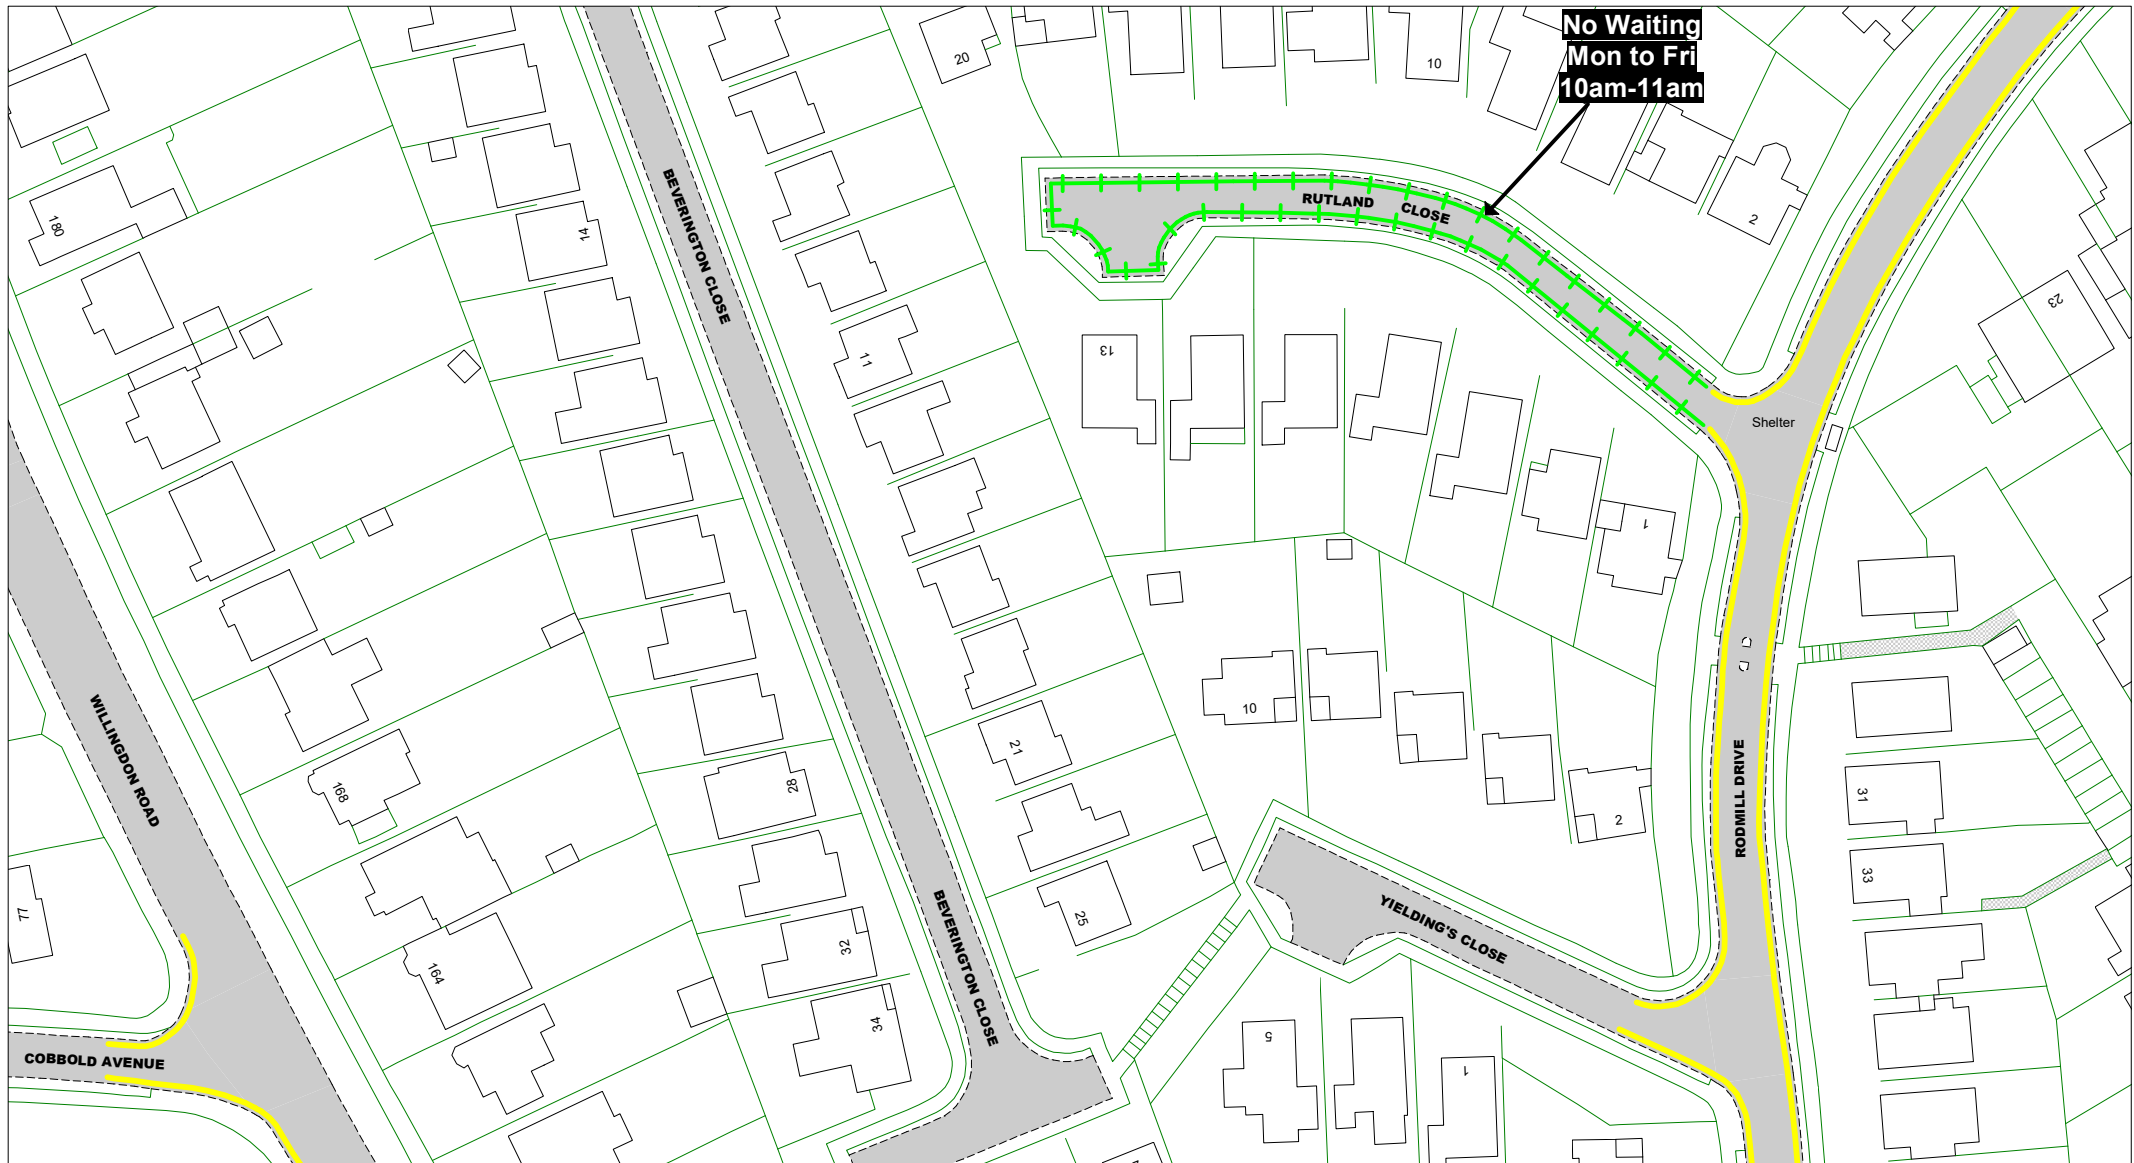 No Waiting
Mon to Fri
10am-11am
20
10
180
14
BEVERINGTON CLOSE
RUTLAND CLOSE
2
23
11
13
Shelter
1
WILLINGDON ROAD
168
28
21
10
2
RODMILL DRIVE
31
33
77
164
32
25
34
BEVERINGTON CLOSE
YIELDING'S CLOSE
COBBOLD AVENUE
5
1